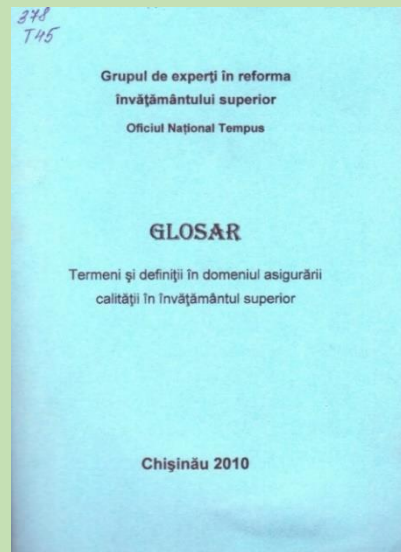 378
T45
Grupul de experţi în reforma
învăţământului superior
Oficiul Naţional Tempus
GLOSAR
Termeni şi definiţii în domeniul asigurării
calităţii în învăţământul superior
Chişinău 2010